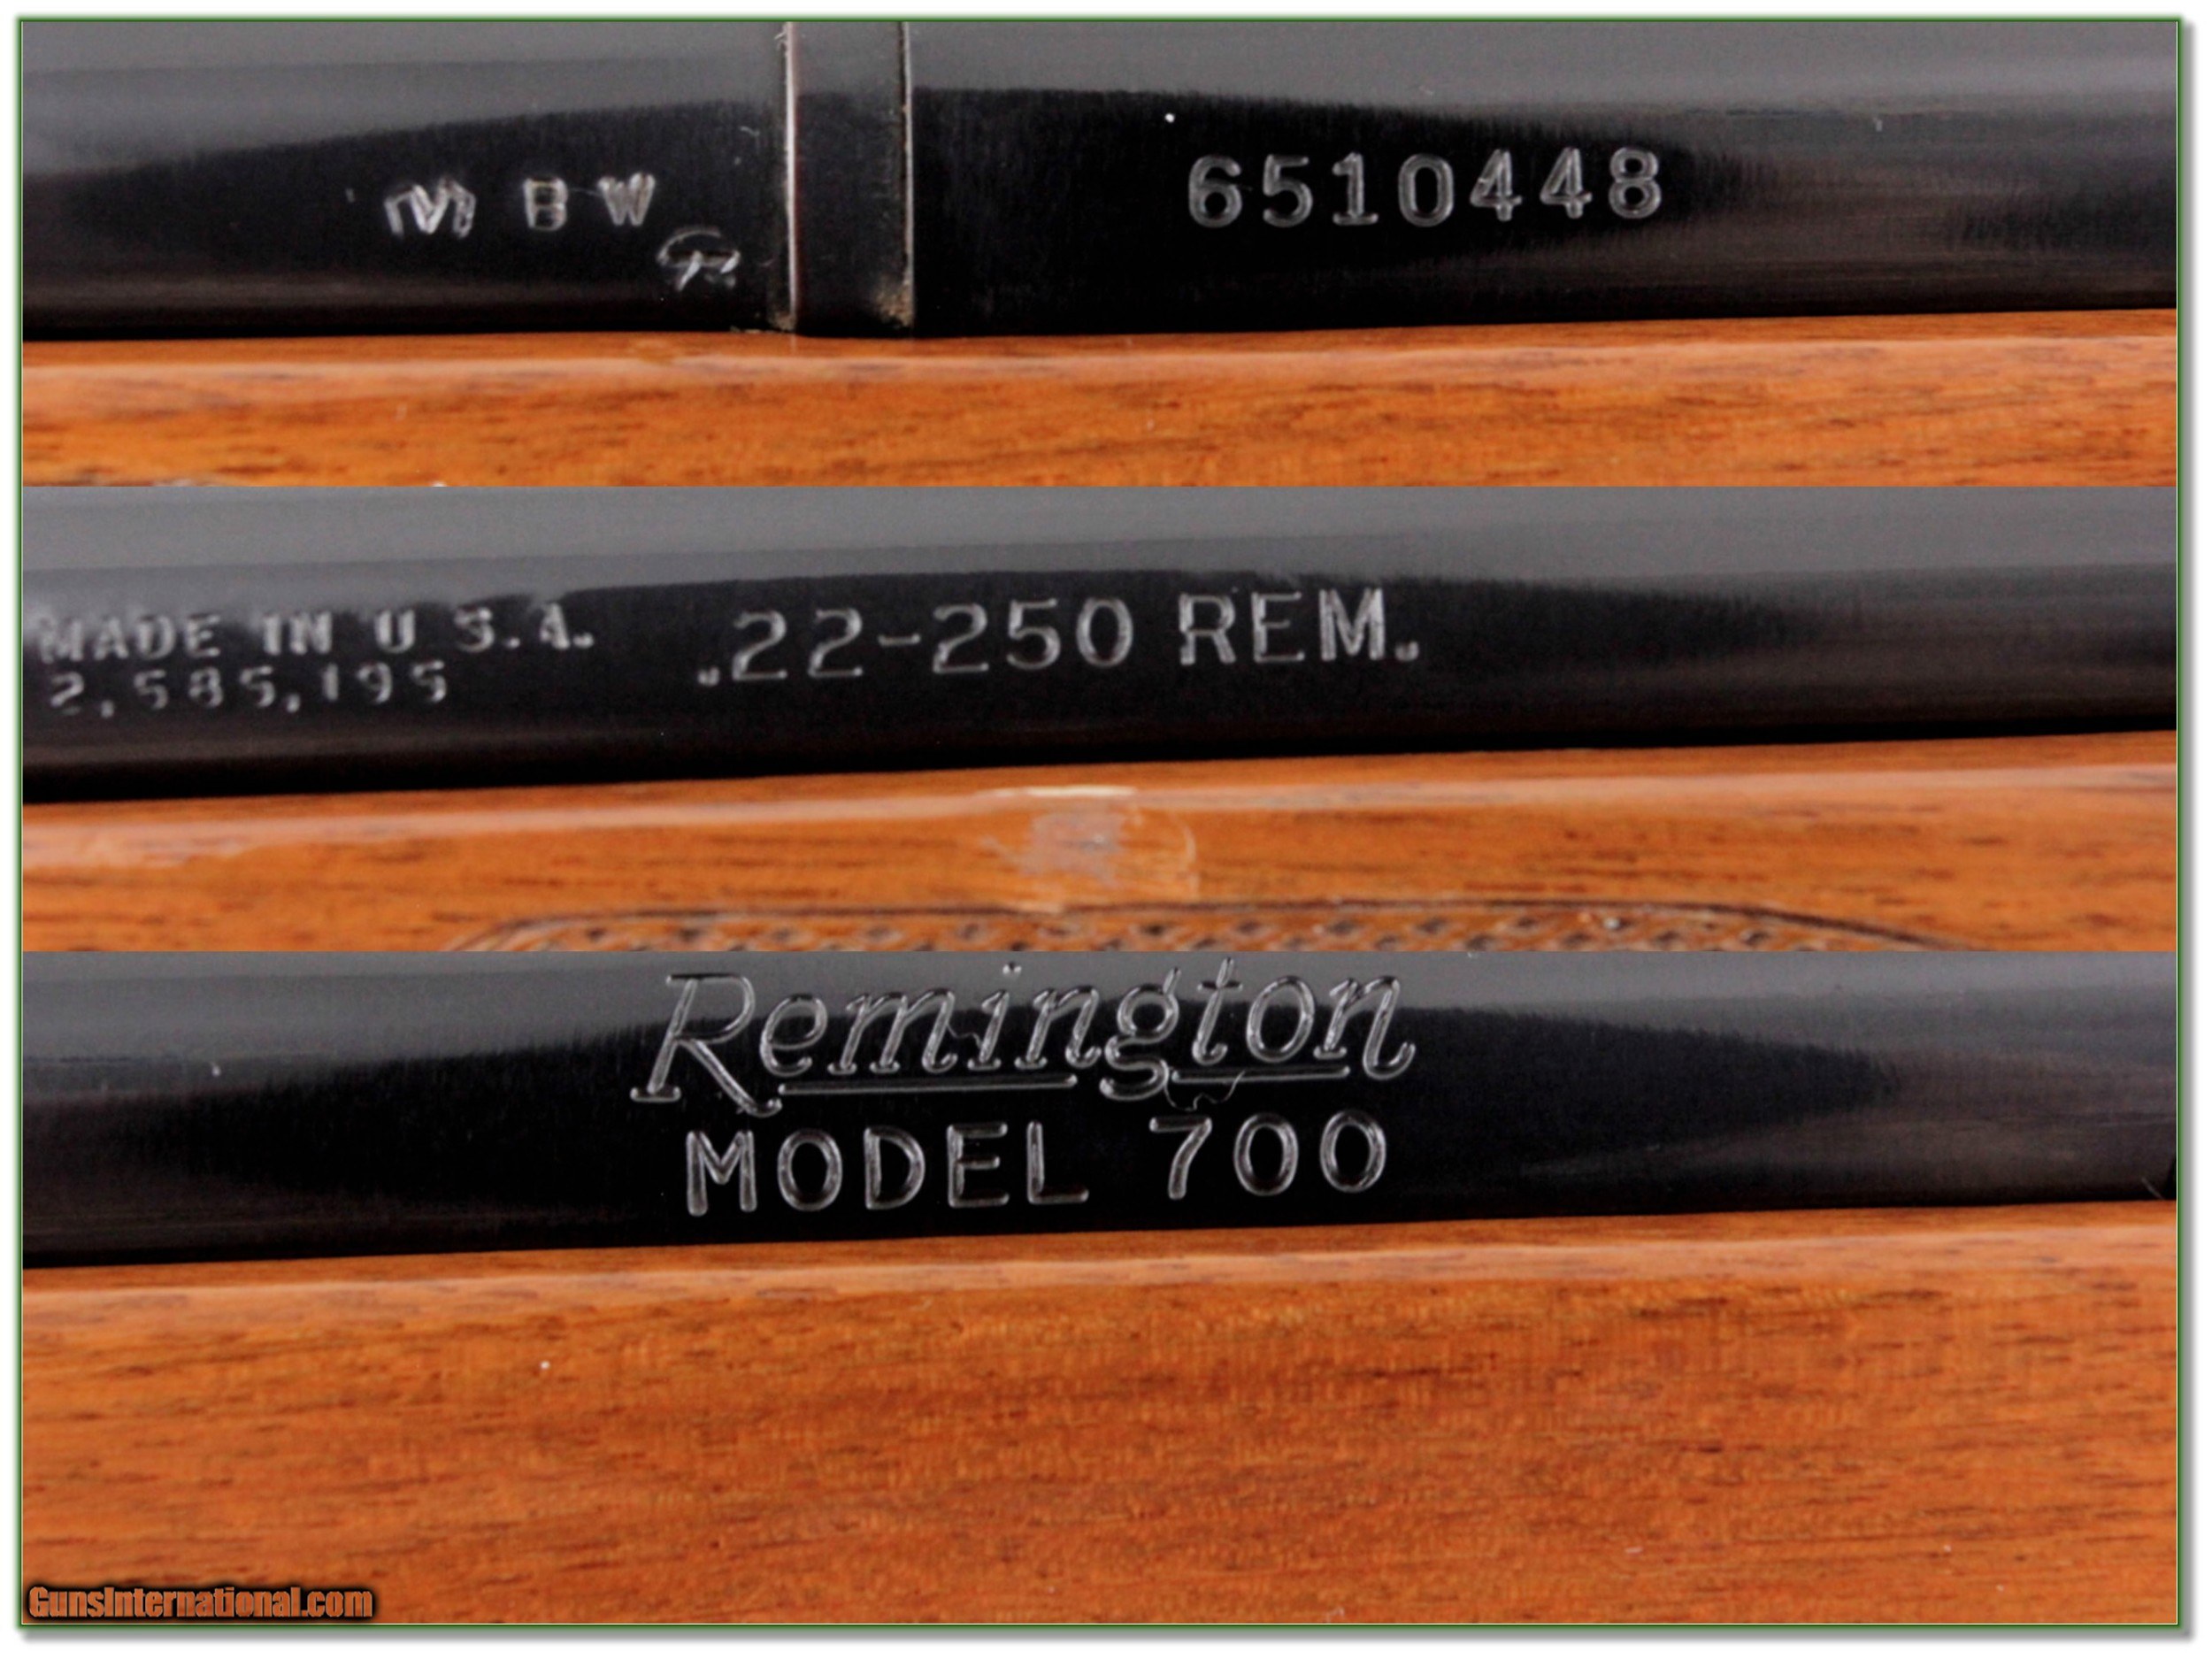 B W
6510448
MADE IN U.S.A.
2,585,195
.22-250 REM.
Remington
MODEL 700
GunsInternational.com